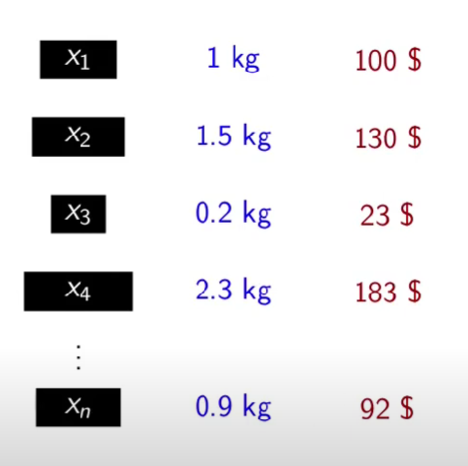 x₁ 1 kg 100 $
x₂ 1.5 kg 130 $
x₃ 0.2 kg 23 $
x₄ 2.3 kg 183 $
⋮
xₙ 0.9 kg 92 $